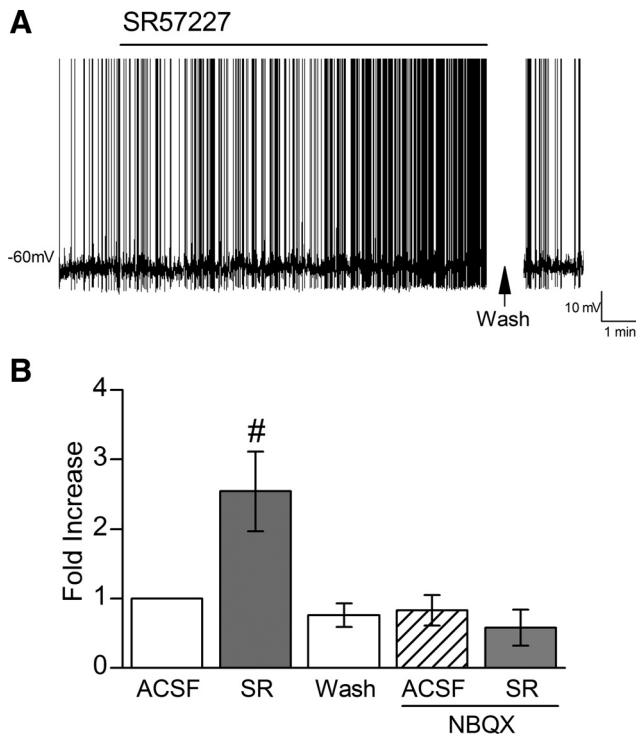 A
SR57227
-60mV
Wash
10 mV
1 min
B
Fold Increase
4
3
2
1
0
#
ACSF SR Wash ACSF SR
NBQX